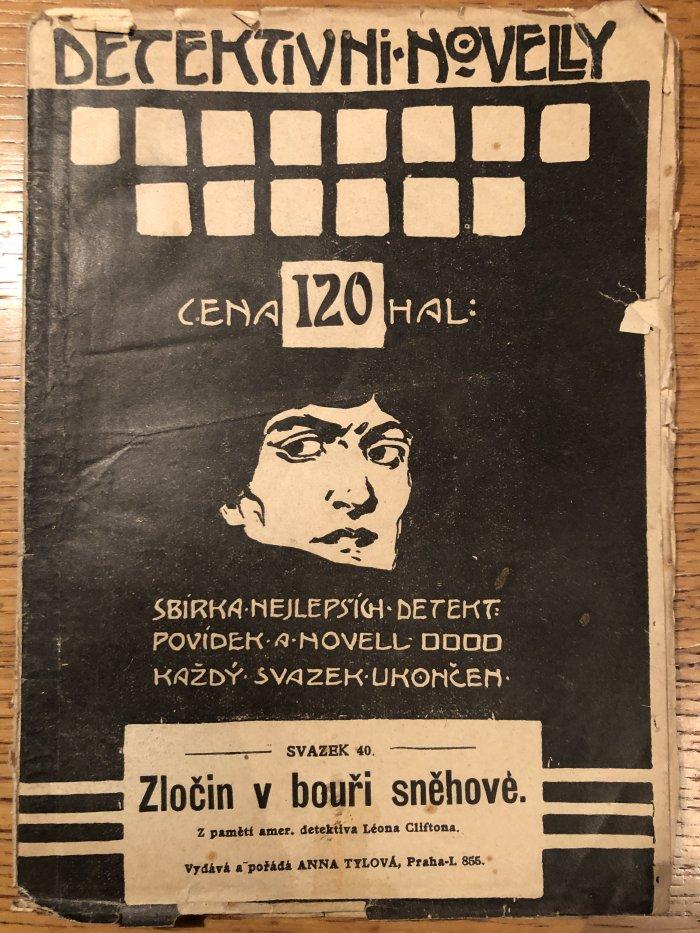 DETEKTIVNÍ·NOVELLY
CENA 120 HAL:
SBÍRKA·NEJLEPŠÍCH·DETEKT:
POVÍDEK·A·NOVELL
KAŽDÝ·SVAZEK·UKONČEN·
SVAZEK 40.
Zločin v bouři sněhové.
Z pamětí amer. detektiva Léona Cliftona.
Vydává a pořádá ANNA TYLOVÁ, Praha-I. 855.